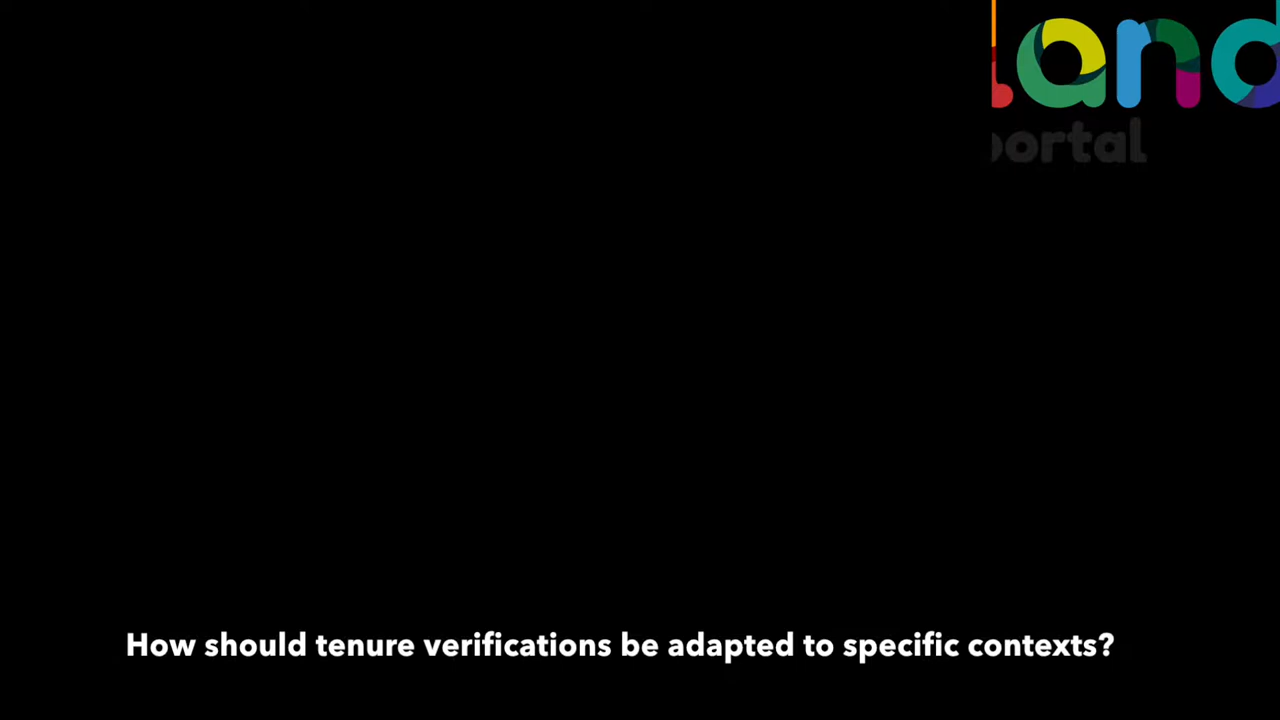 land
portal
How should tenure verifications be adapted to specific contexts?